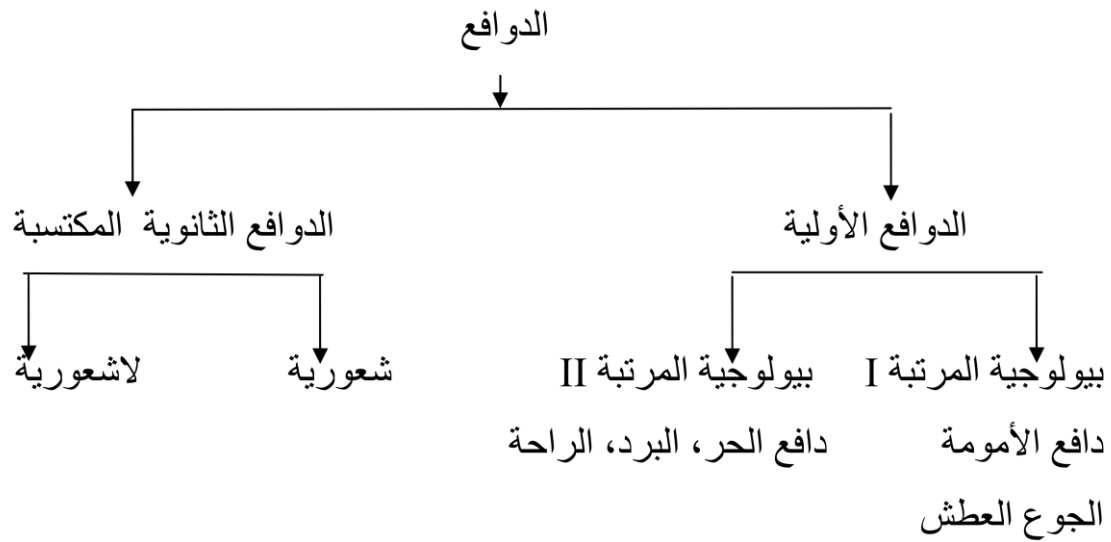 الدوافع
الدوافع الأولية
الدوافع الثانوية المكتسبة
بيولوجية المرتبة I
بيولوجية المرتبة II
شعورية
لاشعورية
دافع الأمومة
دافع الحر، البرد، الراحة
الجوع العطش